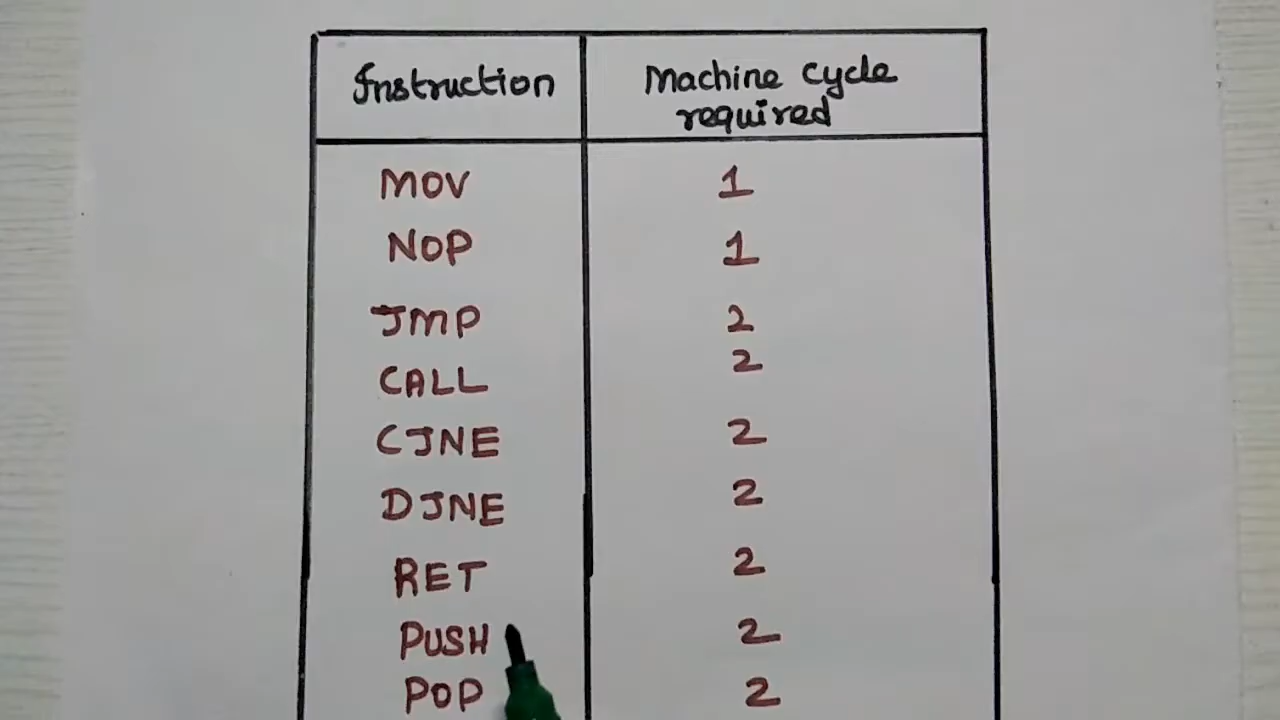 Instruction Machine Cycle
required
MOV 1
NOP 1
JMP 2
CALL 2
CJNE 2
DJNE 2
RET 2
PUSH 2
POP 2